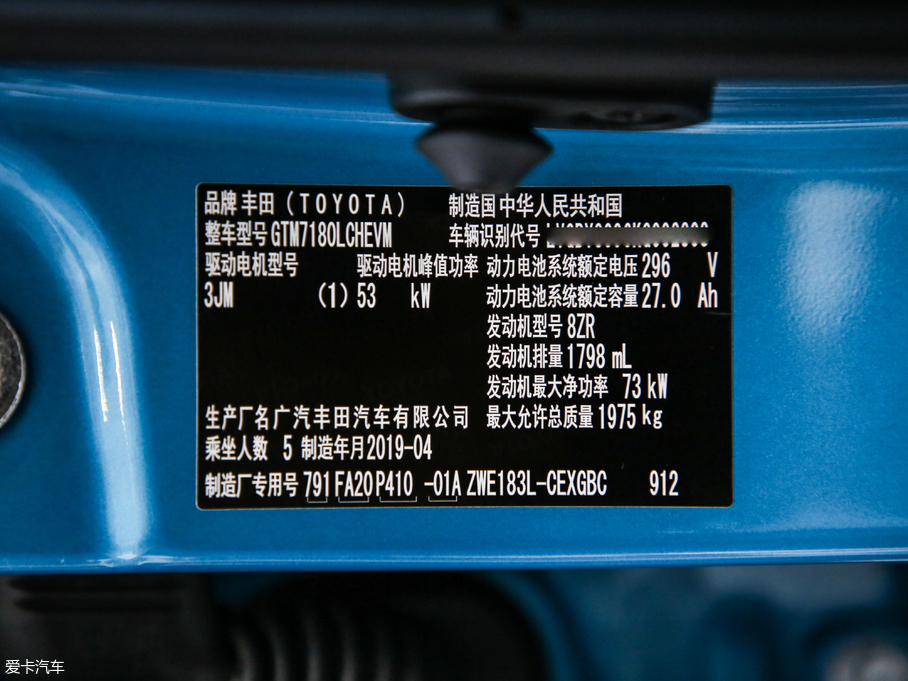 品牌 丰田 (TOYOTA) 制造国 中华人民共和国
整车型号 GTM7180LCHEVM 车辆识别代号
驱动电机型号 驱动电机峰值功率 动力电池系统额定电压 296 V
3JM (1) 53 kW 动力电池系统额定容量 27.0 Ah
发动机型号 8ZR
发动机排量 1798 mL
发动机最大净功率 73 kW
生产厂名 广汽丰田汽车有限公司 最大允许总质量 1975 kg
乘坐人数 5 制造年月 2019-04
制造厂专用号 791 FA20 P410 -01A ZWE183L-CEXGBC 912
爱卡汽车